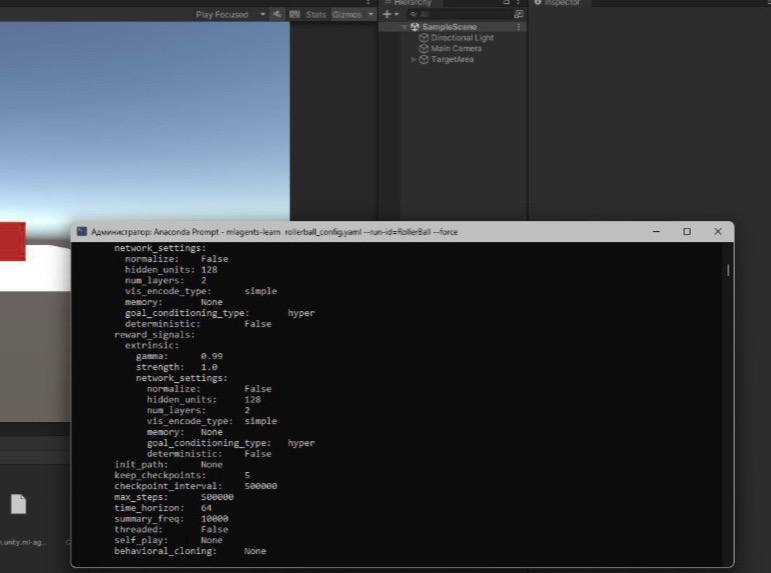 Play Focused
Stats
Gizmos
Hierarchy
Inspector
All
SampleScene
Directional Light
Main Camera
TargetArea
Администратор: Anaconda Prompt - mlagents-learn rollerball_config.yaml --run-id=RollerBall --force
network_settings:
normalize: False
hidden_units: 128
num_layers: 2
vis_encode_type: simple
memory: None
goal_conditioning_type: hyper
deterministic: False
reward_signals:
extrinsic:
gamma: 0.99
strength: 1.0
network_settings:
normalize: False
hidden_units: 128
num_layers: 2
vis_encode_type: simple
memory: None
goal_conditioning_type: hyper
deterministic: False
init_path: None
keep_checkpoints: 5
checkpoint_interval: 500000
max_steps: 500000
time_horizon: 64
summary_freq: 10000
threaded: False
self_play: None
behavioral_cloning: None
.unity.ml-ag...